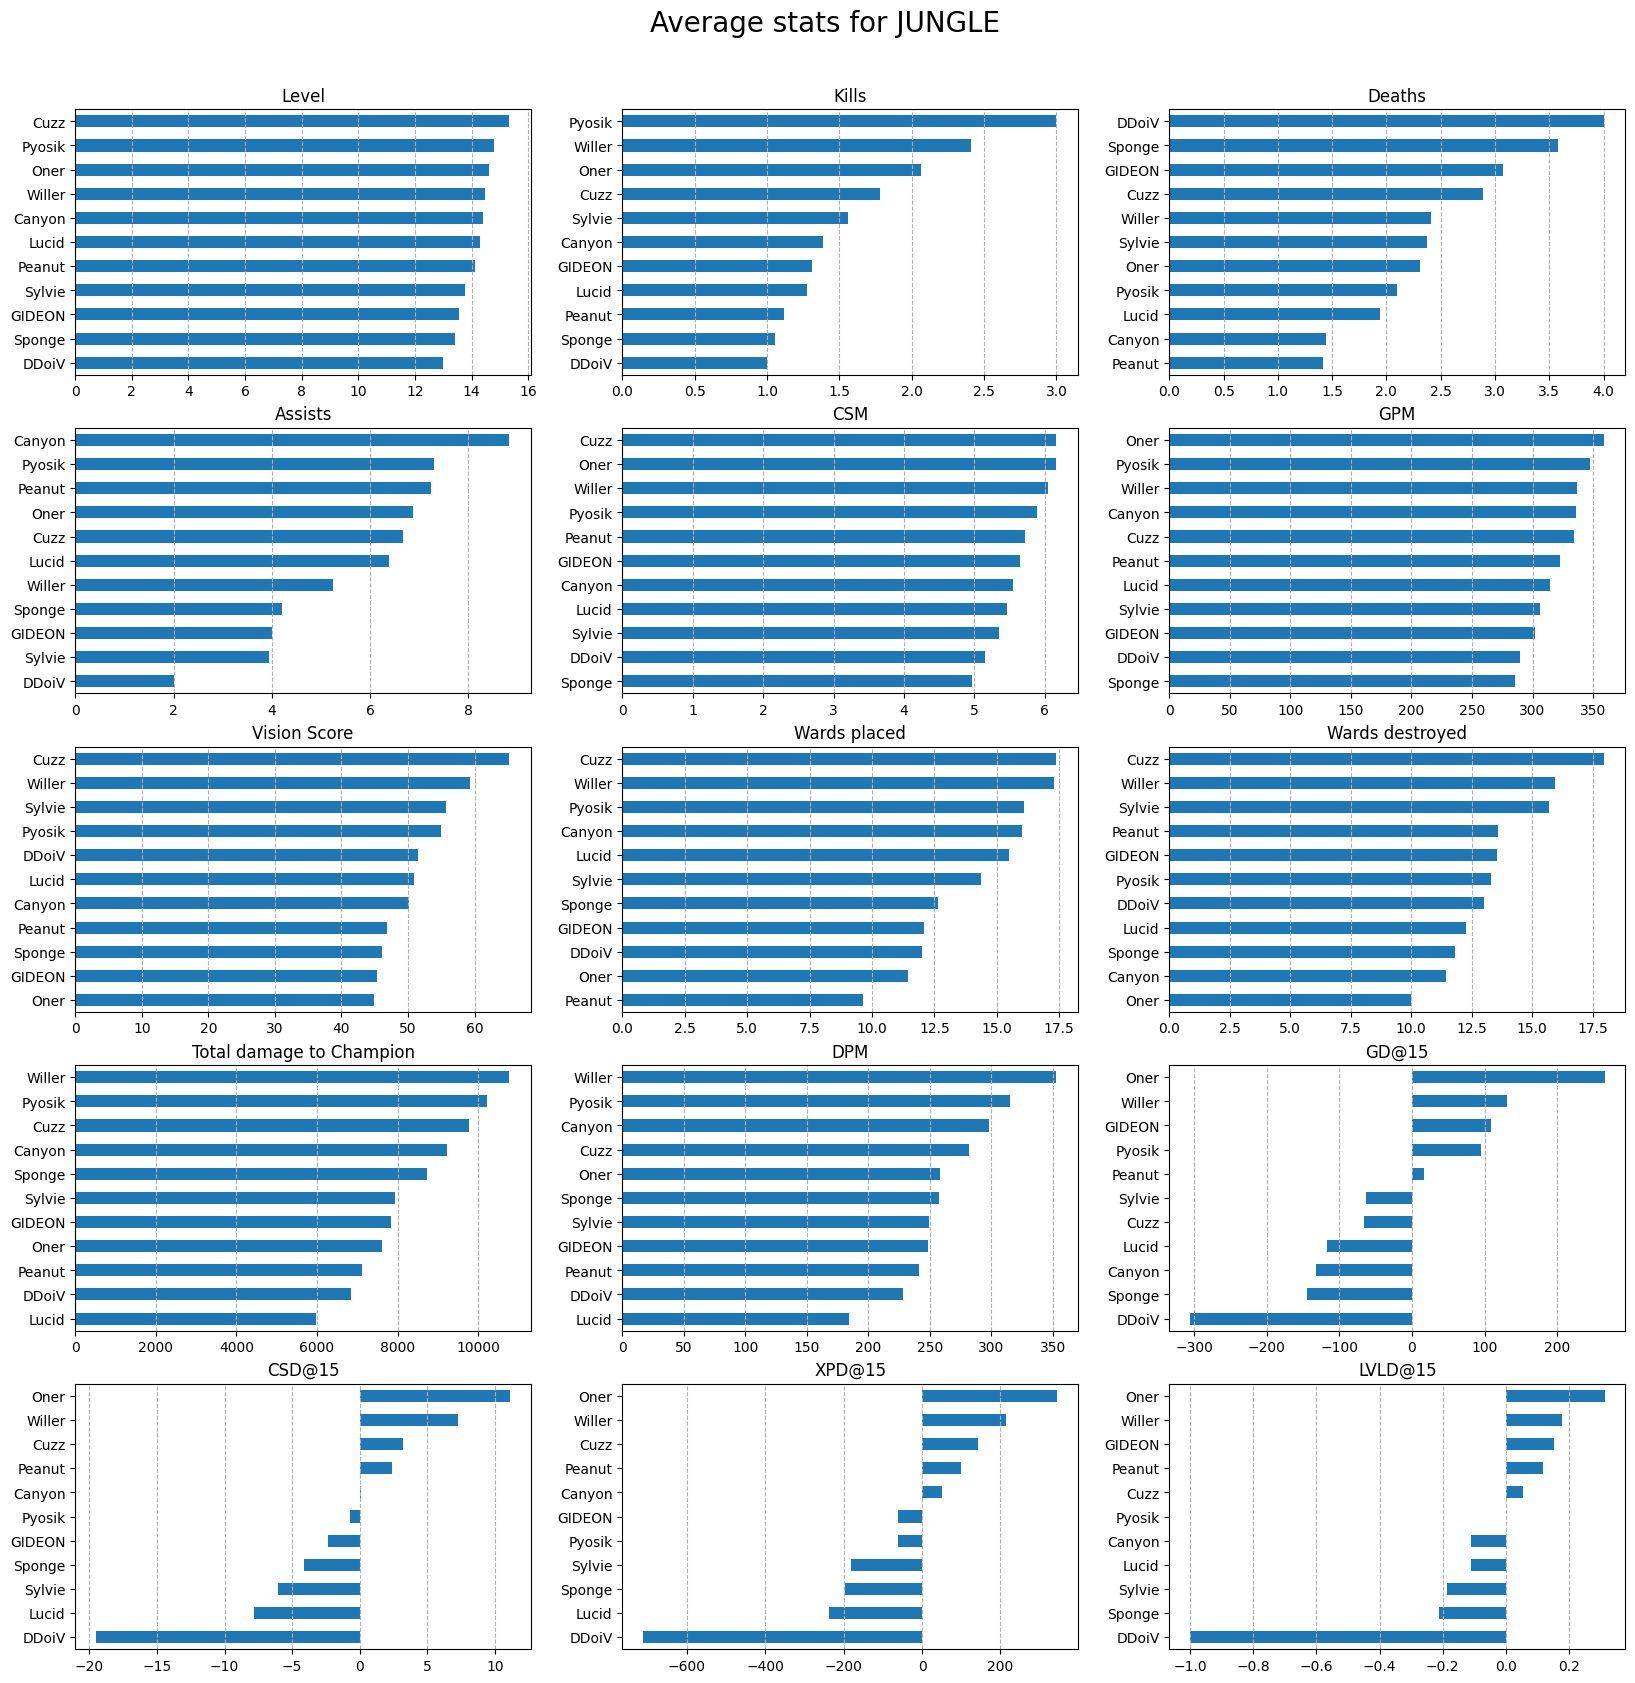 Average stats for JUNGLE
Level
Cuzz
Pyosik
Oner
Willer
Canyon
Lucid
Peanut
Sylvie
GIDEON
Sponge
DDoiV
0 2 4 6 8 10 12 14 16
Kills
Pyosik
Willer
Oner
Cuzz
Sylvie
Canyon
GIDEON
Lucid
Peanut
Sponge
DDoiV
0.0 0.5 1.0 1.5 2.0 2.5 3.0
Deaths
DDoiV
Sponge
GIDEON
Cuzz
Willer
Sylvie
Oner
Pyosik
Lucid
Canyon
Peanut
0.0 0.5 1.0 1.5 2.0 2.5 3.0 3.5 4.0
Assists
Canyon
Pyosik
Peanut
Oner
Cuzz
Lucid
Willer
Sponge
GIDEON
Sylvie
DDoiV
0 2 4 6 8
CSM
Cuzz
Oner
Willer
Pyosik
Peanut
GIDEON
Canyon
Lucid
Sylvie
DDoiV
Sponge
0 1 2 3 4 5 6
GPM
Oner
Pyosik
Willer
Canyon
Cuzz
Peanut
Lucid
Sylvie
GIDEON
DDoiV
Sponge
0 50 100 150 200 250 300 350
Vision Score
Cuzz
Willer
Sylvie
Pyosik
DDoiV
Lucid
Canyon
Peanut
Sponge
GIDEON
Oner
0 10 20 30 40 50 60
Wards placed
Cuzz
Willer
Pyosik
Canyon
Lucid
Sylvie
Sponge
GIDEON
DDoiV
Oner
Peanut
0.0 2.5 5.0 7.5 10.0 12.5 15.0 17.5
Wards destroyed
Cuzz
Willer
Sylvie
Peanut
GIDEON
Pyosik
DDoiV
Lucid
Sponge
Canyon
Oner
0.0 2.5 5.0 7.5 10.0 12.5 15.0 17.5
Total damage to Champion
Willer
Pyosik
Cuzz
Canyon
Sponge
Sylvie
GIDEON
Oner
Peanut
DDoiV
Lucid
0 2000 4000 6000 8000 10000
DPM
Willer
Pyosik
Canyon
Cuzz
Oner
Sponge
Sylvie
GIDEON
Peanut
DDoiV
Lucid
0 50 100 150 200 250 300 350
GD@15
Oner
Willer
GIDEON
Pyosik
Peanut
Sylvie
Cuzz
Lucid
Canyon
Sponge
DDoiV
−300 −200 −100 0 100 200
CSD@15
Oner
Willer
Cuzz
Peanut
Canyon
Pyosik
GIDEON
Sponge
Sylvie
Lucid
DDoiV
−20 −15 −10 −5 0 5 10
XPD@15
Oner
Willer
Cuzz
Peanut
Canyon
GIDEON
Pyosik
Sylvie
Sponge
Lucid
DDoiV
−600 −400 −200 0 200
LVLD@15
Oner
Willer
GIDEON
Peanut
Cuzz
Pyosik
Canyon
Lucid
Sylvie
Sponge
DDoiV
−1.0 −0.8 −0.6 −0.4 −0.2 0.0 0.2